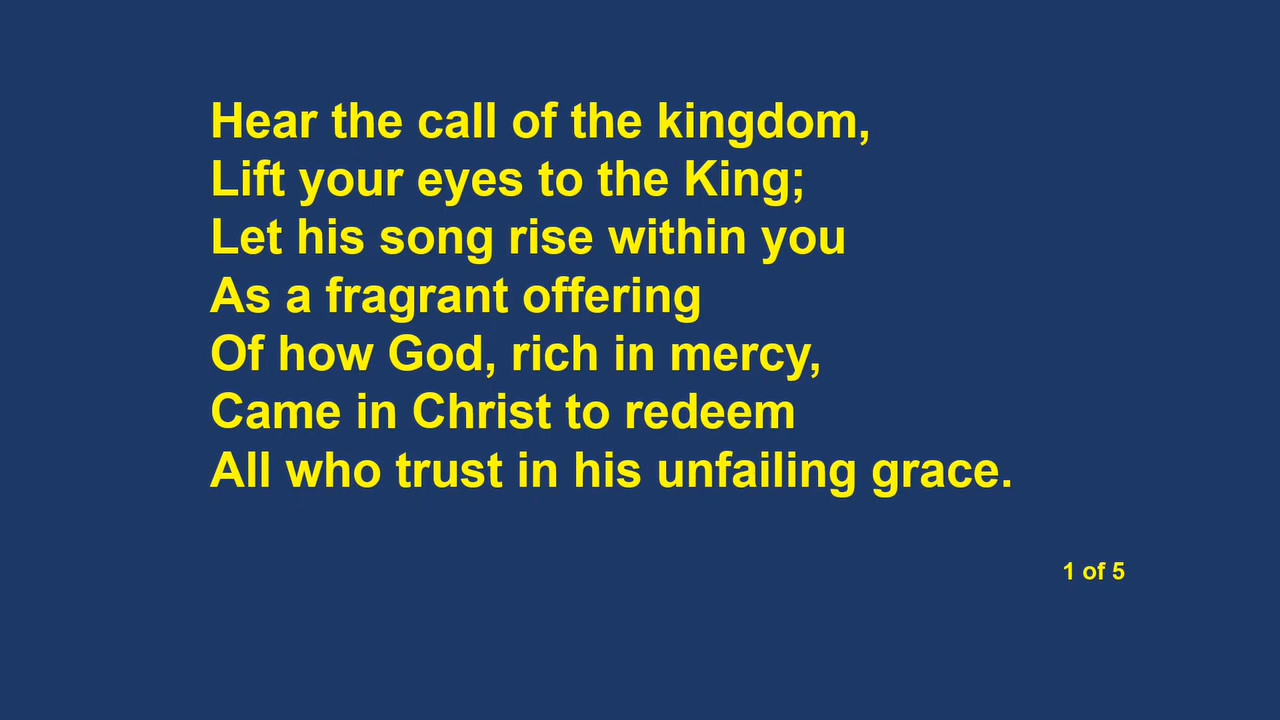 Hear the call of the kingdom,
Lift your eyes to the King;
Let his song rise within you
As a fragrant offering
Of how God, rich in mercy,
Came in Christ to redeem
All who trust in his unfailing grace.
1 of 5